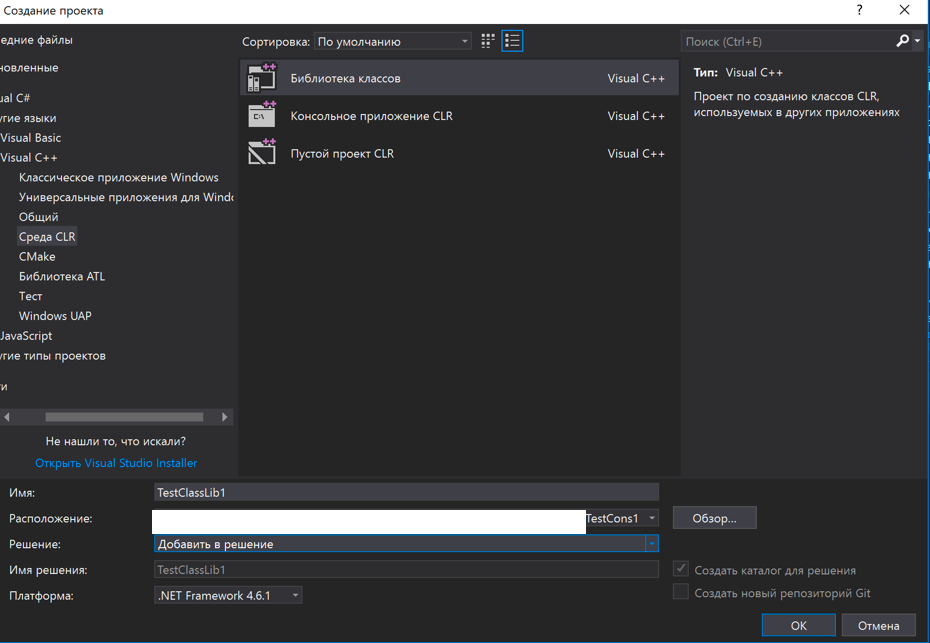 Создание проекта
?
едние файлы
новленные
ual C#
угие языки
Visual Basic
Visual C++
Классическое приложение Windows
Универсальные приложения для Windo
Общий
Среда CLR
CMake
Библиотека ATL
Тест
Windows UAP
JavaScript
угие типы проектов
ти
Не нашли то, что искали?
Открыть Visual Studio Installer
Сортировка: По умолчанию
Библиотека классов Visual C++
Консольное приложение CLR Visual C++
Пустой проект CLR Visual C++
Поиск (Ctrl+E)
Тип: Visual C++
Проект по созданию классов CLR,
используемых в других приложениях
Имя: TestClassLib1
Расположение: TestCons1 Обзор...
Решение: Добавить в решение
Имя решения: TestClassLib1 Создать каталог для решения
Платформа: .NET Framework 4.6.1 Создать новый репозиторий Git
ОК Отмена